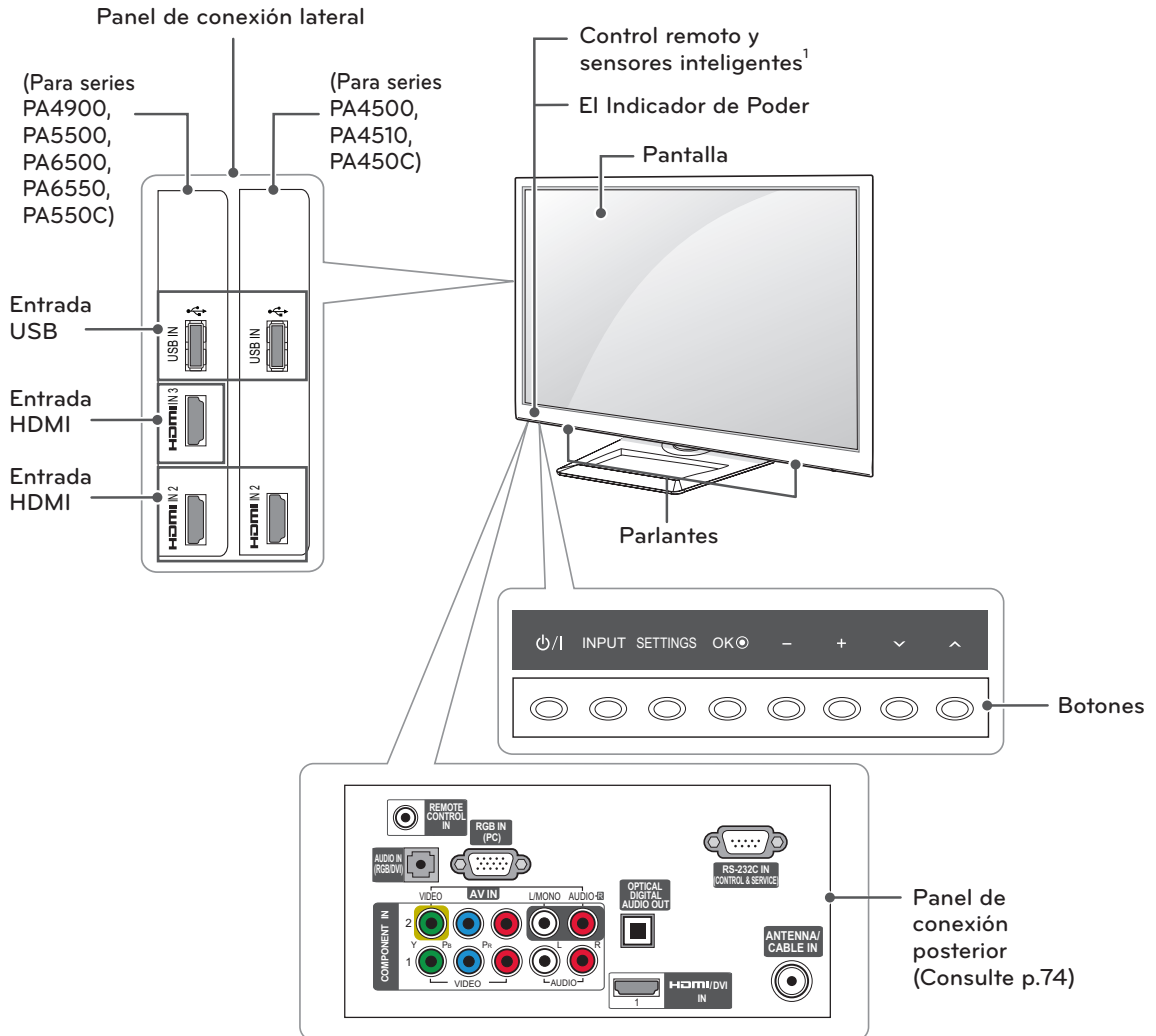 Panel de conexión lateral
(Para series
PA4900,
PA5500,
PA6500,
PA6550,
PA550C)
(Para series
PA4500,
PA4510,
PA450C)
Control remoto y
sensores inteligentes¹
El Indicador de Poder
Pantalla
Entrada
USB
USB IN
USB IN
Entrada
HDMI
HDMI IN 3
Entrada
HDMI
HDMI IN 2
HDMI IN 2
Parlantes
⏻/I INPUT SETTINGS OK◉ – + ⌄ ⌃
Botones
REMOTE
CONTROL
IN
RGB IN
(PC)
AUDIO IN
(RGB/DVI)
RS-232C IN
(CONTROL & SERVICE)
VIDEO AV IN L/MONO AUDIO R
COMPONENT IN
2
Y PB PR L R
1
VIDEO AUDIO
OPTICAL
DIGITAL
AUDIO OUT
ANTENNA/
CABLE IN
HDMI/DVI
IN
1
Panel de
conexión
posterior
(Consulte p.74)